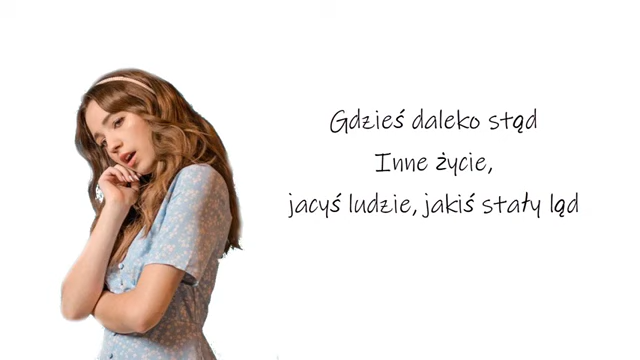 Gdzieś daleko stąd
Inne życie,
jacyś ludzie, jakiś stały ląd